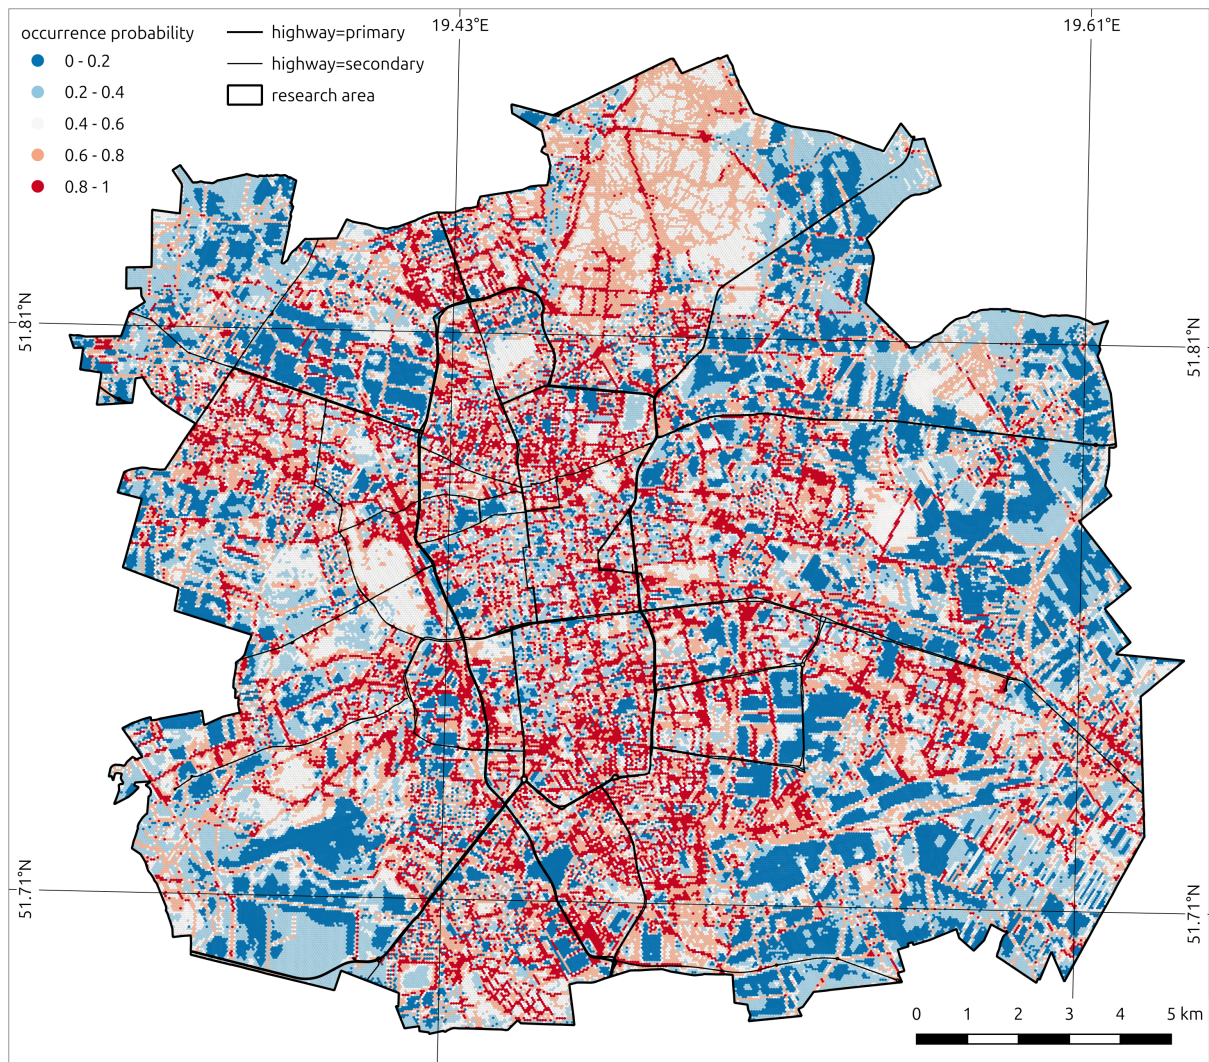 19.43°E
19.61°E
occurrence probability
0 - 0.2
0.2 - 0.4
0.4 - 0.6
0.6 - 0.8
0.8 - 1
highway=primary
highway=secondary
research area
51.81°N
51.81°N
51.71°N
51.71°N
0 1 2 3 4 5 km